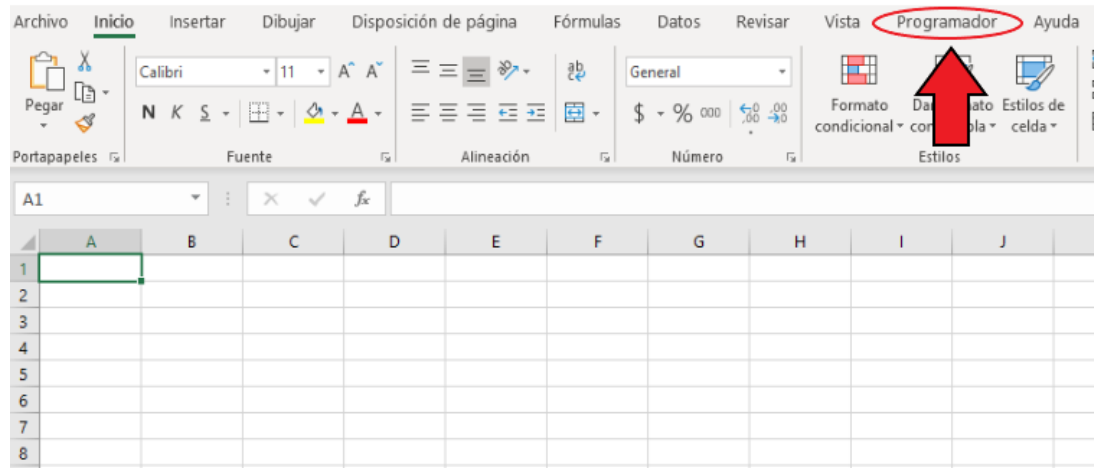 Archivo Inicio Insertar Dibujar Disposición de página Fórmulas Datos Revisar Vista Programador Ayuda
Calibri 11 A A ab General
Pegar N K S A $ % 000 Formato Estilos de
condicional celda
Portapapeles Fuente Alineación Número Estilos
A1 fx
A B C D E F G H I J
1
2
3
4
5
6
7
8